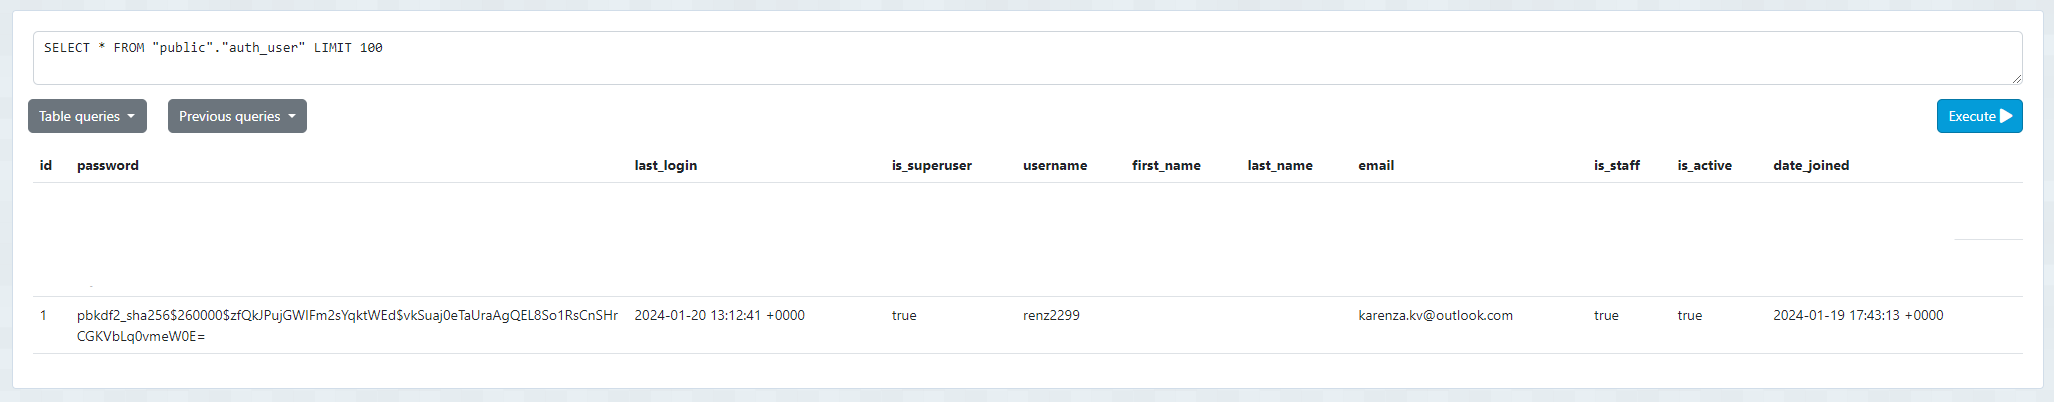 SELECT * FROM "public"."auth_user" LIMIT 100
Table queries Previous queries Execute
id password last_login is_superuser username first_name last_name email is_staff is_active date_joined
1 pbkdf2_sha256$260000$zfQkJPujGWIFm2sYqktWEd$vkSuaj0eTaUraAgQEL8So1RsCnSHr 2024-01-20 13:12:41 +0000 true renz2299 karenza.kv@outlook.com true true 2024-01-19 17:43:13 +0000
CGKVbLq0vmeW0E=